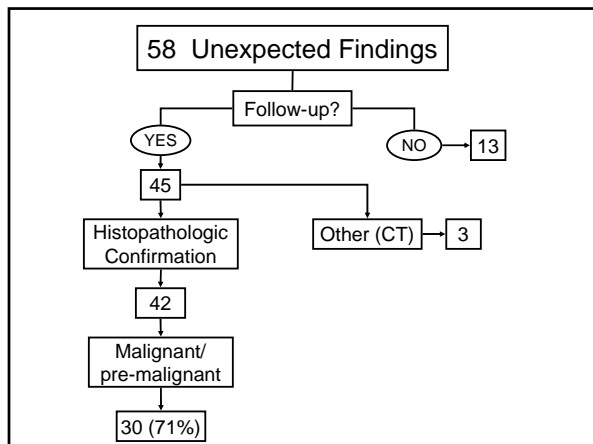 58 Unexpected Findings
Follow-up?
YES
NO
13
45
Histopathologic
Confirmation
Other (CT)
3
42
Malignant/
pre-malignant
30 (71%)